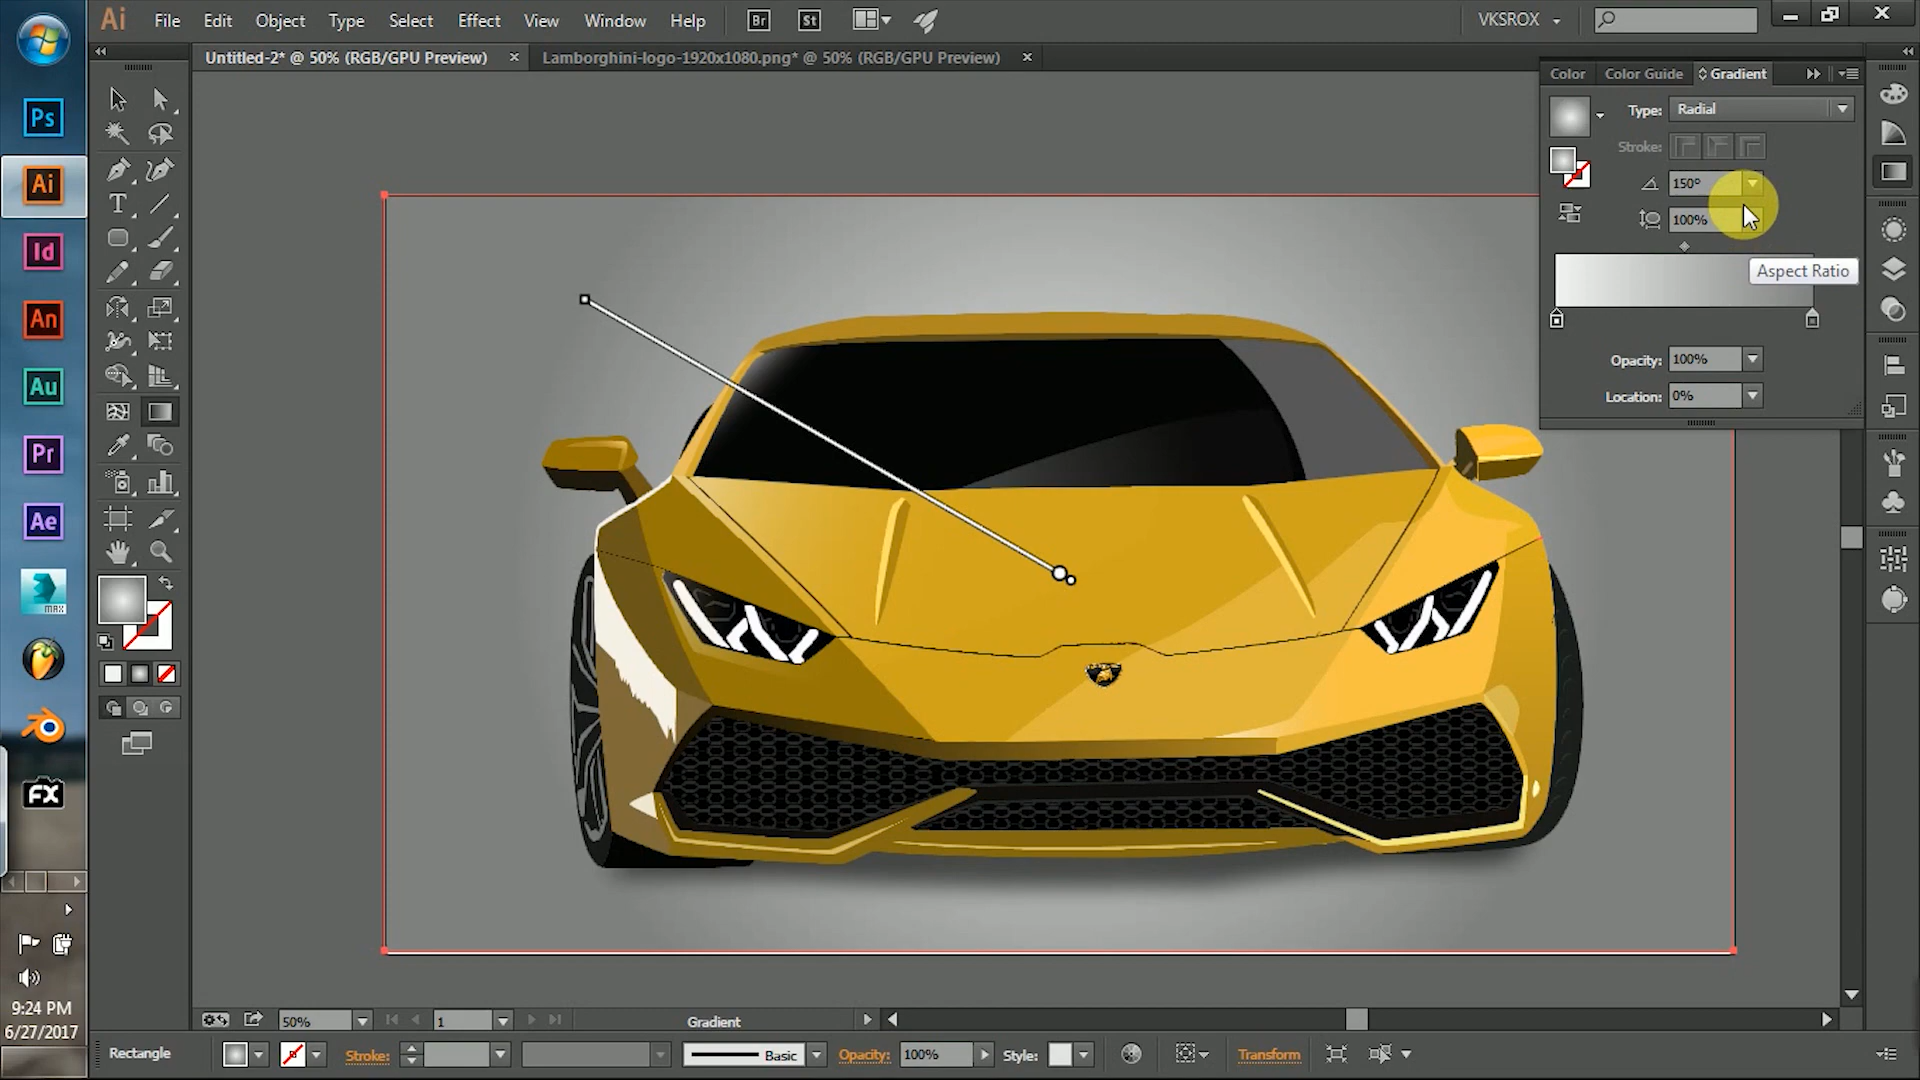 Ai File Edit Object Type Select Effect View Window Help Br St VKSROX
Untitled-2* @ 50% (RGB/GPU Preview) Lamborghini-logo-1920x1080.png* @ 50% (RGB/GPU Preview)
Color Color Guide Gradient
Type: Radial
Stroke:
150°
100%
Aspect Ratio
Opacity: 100%
Location: 0%
Ps
Ai
Id
An
Au
Pr
Ae
MAX
FX
T
9:24 PM
6/27/2017
50% 1 Gradient
Rectangle Stroke: Basic Opacity: 100% Style: Transform